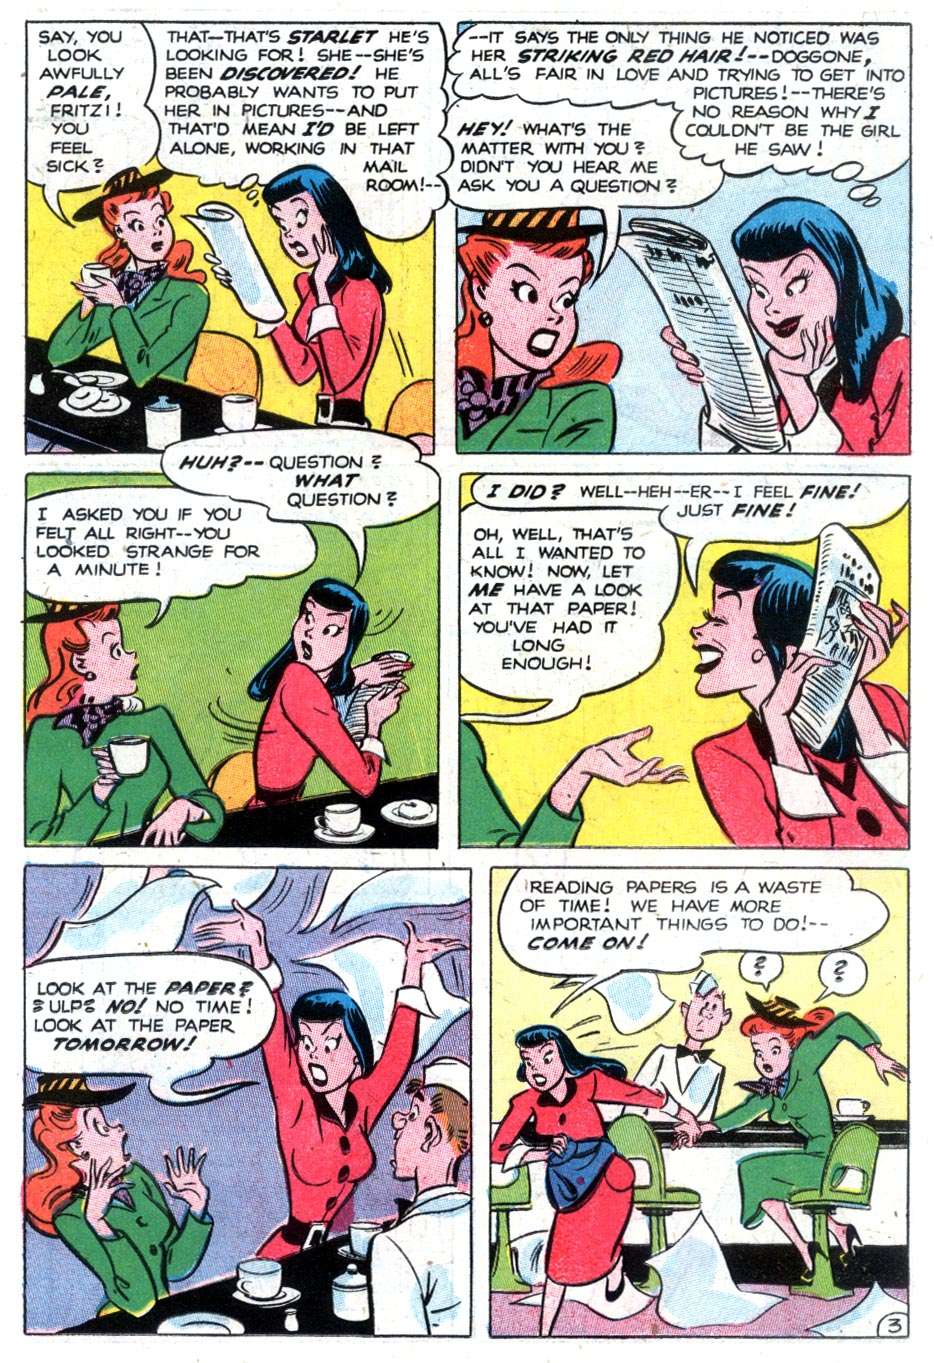 SAY, YOU
LOOK
AWFULLY
PALE,
FRITZI!
YOU
FEEL
SICK?
THAT--THAT'S STARLET HE'S
LOOKING FOR! SHE--SHE'S
BEEN DISCOVERED! HE
PROBABLY WANTS TO PUT
HER IN PICTURES--AND
THAT'D MEAN I'D BE LEFT
ALONE, WORKING IN THAT
MAIL
ROOM!--
--IT SAYS THE ONLY THING HE NOTICED WAS
HER STRIKING RED HAIR!--DOGGONE,
ALL'S FAIR IN LOVE AND TRYING TO GET INTO
PICTURES!--THERE'S
NO REASON WHY I
COULDN'T BE THE GIRL
HE SAW!
HEY! WHAT'S THE
MATTER WITH YOU?
DIDN'T YOU HEAR ME
ASK YOU A QUESTION?
HUH?-- QUESTION?
WHAT
QUESTION?
I ASKED YOU IF YOU
FELT ALL RIGHT--YOU
LOOKED STRANGE FOR
A MINUTE!
I DID? WELL--HEH--ER--I FEEL FINE!
JUST FINE!
OH, WELL, THAT'S
ALL I WANTED TO
KNOW! NOW, LET
ME HAVE A LOOK
AT THAT PAPER!
YOU'VE HAD IT
LONG
ENOUGH!
LOOK AT THE PAPER?
?ULP? NO! NO TIME!
LOOK AT THE PAPER
TOMORROW!
READING PAPERS IS A WASTE
OF TIME! WE HAVE MORE
IMPORTANT THINGS TO DO!--
COME ON!
?
?
3